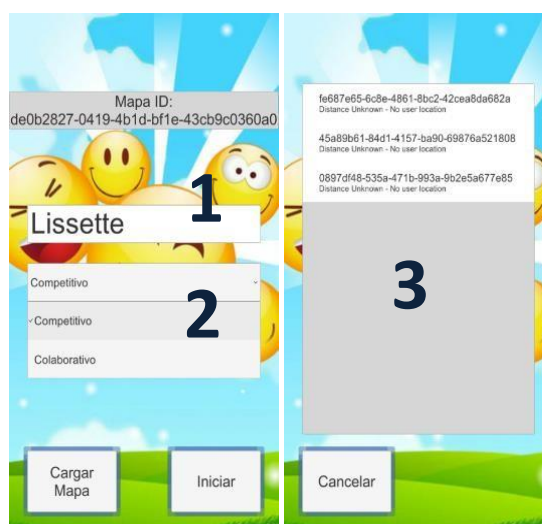 Mapa ID:
de0b2827-0419-4b1d-bf1e-43cb9c0360a0
1
Lissette
Competitivo
2
Competitivo
Colaborativo
Cargar
Mapa
Iniciar
fe687e65-6c8e-4861-8bc2-42cea8da682a
Distance Unknown - No user location
45a89b61-84d1-4157-ba90-69876a521808
Distance Unknown - No user location
0897df48-535a-471b-993a-9b2e5a677e85
Distance Unknown - No user location
3
Cancelar